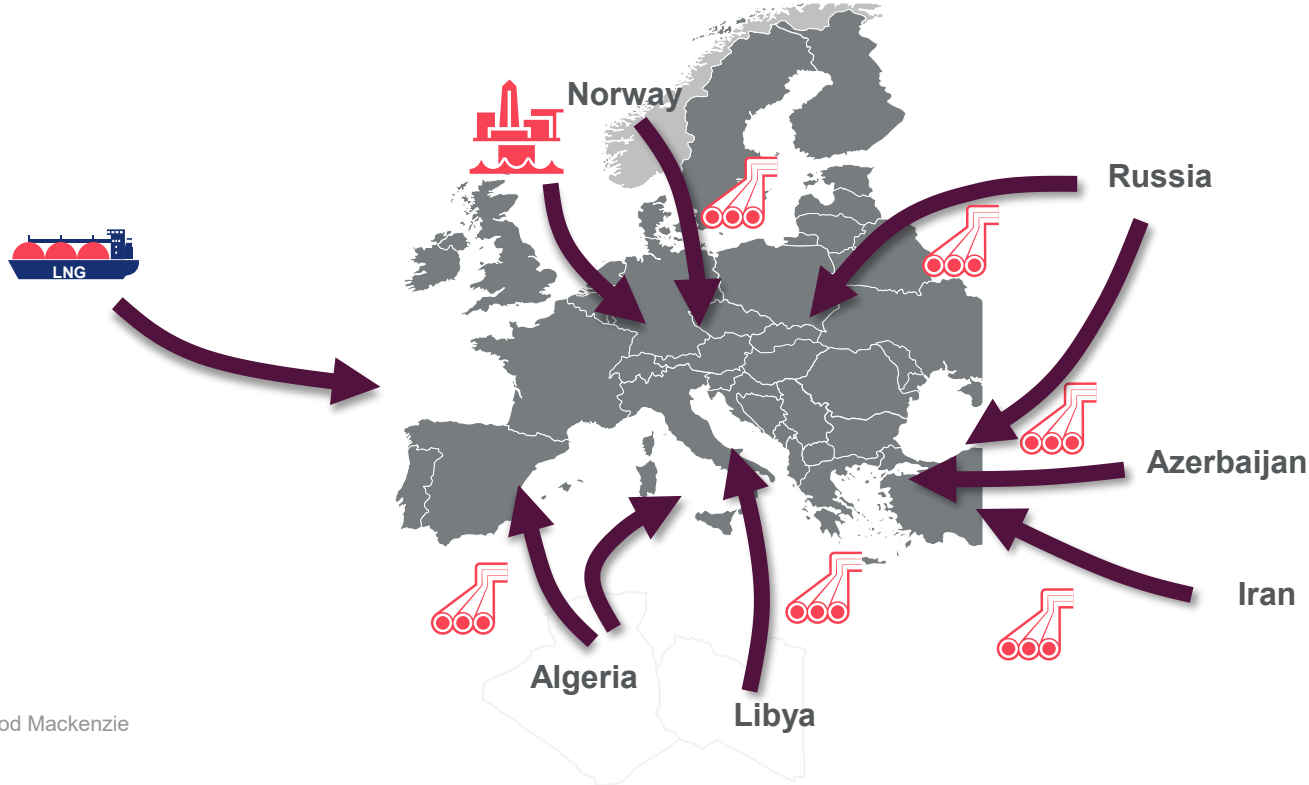 Norway
Russia
LNG
Azerbaijan
Iran
Algeria
Libya
od Mackenzie